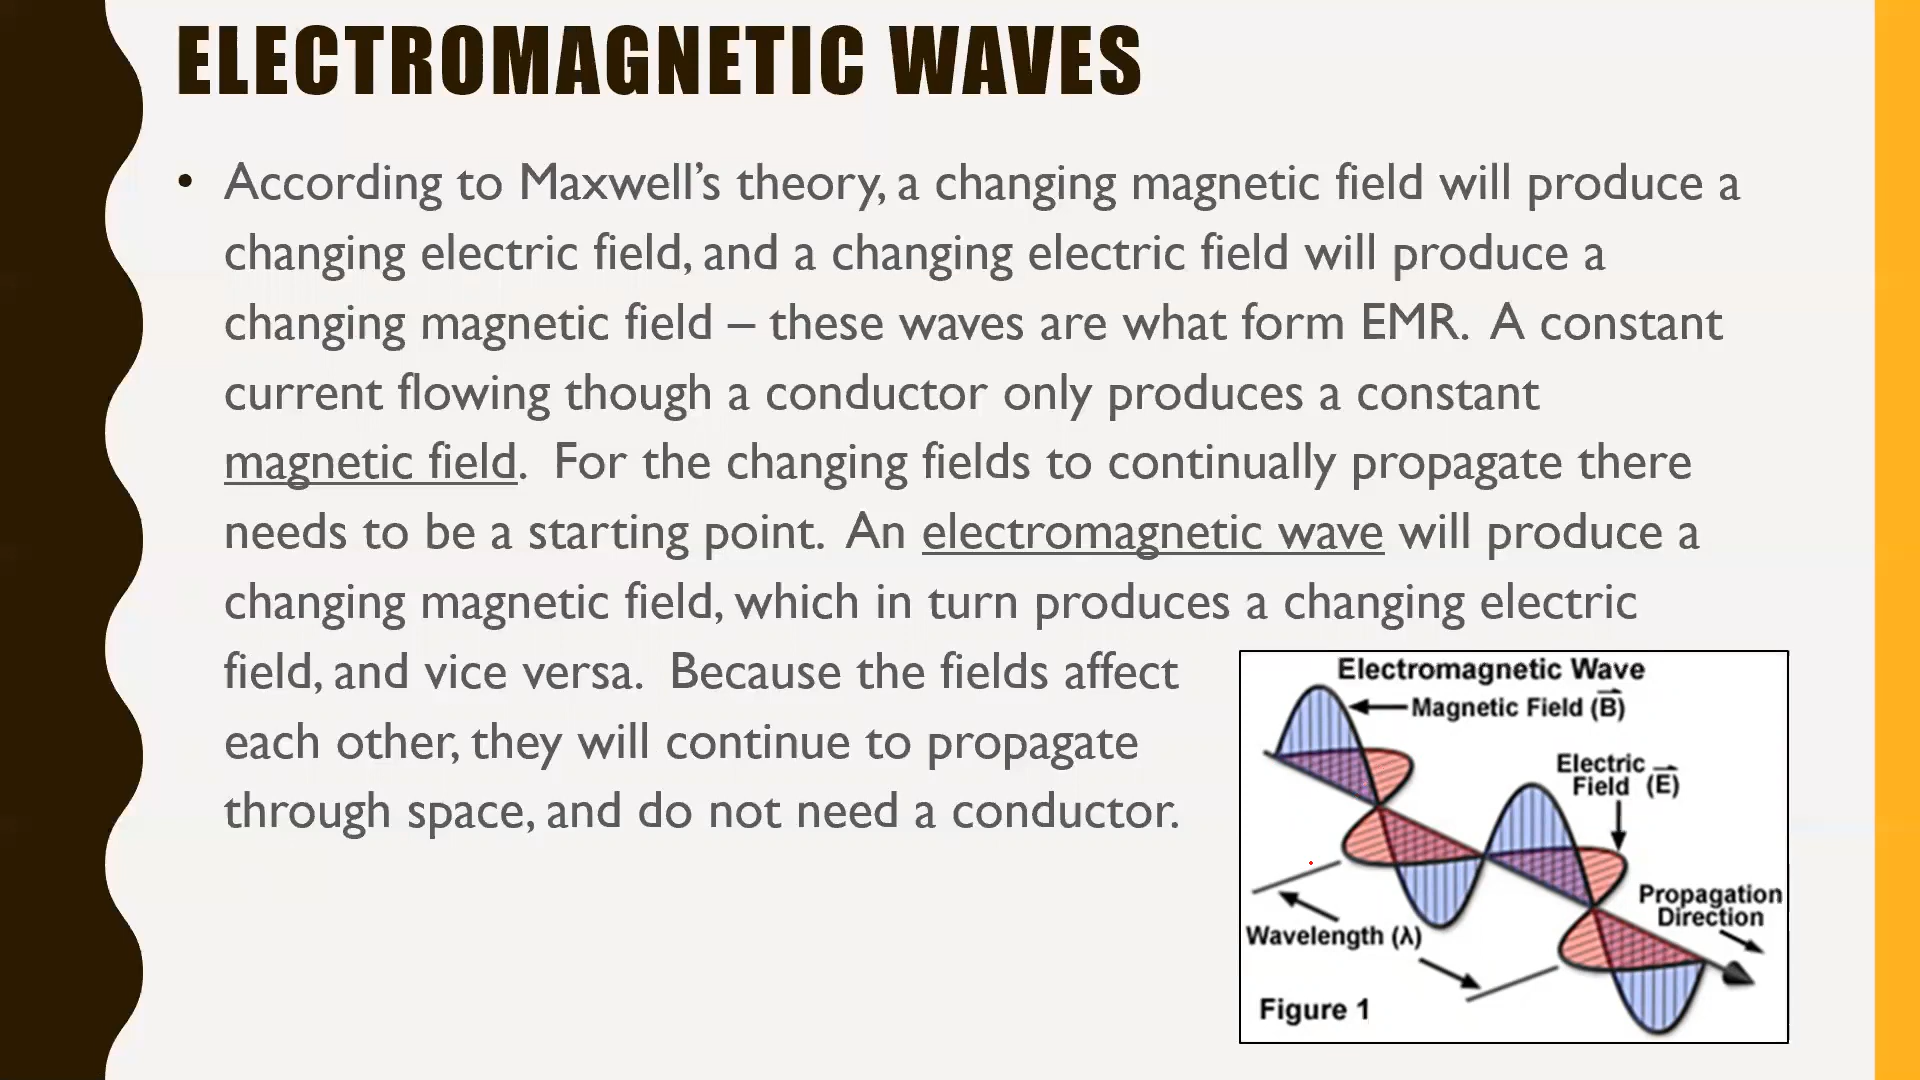 ELECTROMAGNETIC WAVES
• According to Maxwell’s theory, a changing magnetic field will produce a
changing electric field, and a changing electric field will produce a
changing magnetic field – these waves are what form EMR.  A constant
current flowing though a conductor only produces a constant
magnetic field.  For the changing fields to continually propagate there
needs to be a starting point.  An electromagnetic wave will produce a
changing magnetic field, which in turn produces a changing electric
field, and vice versa.  Because the fields affect
each other, they will continue to propagate
through space, and do not need a conductor.
Electromagnetic Wave
Magnetic Field (B⃗)
Electric
Field (E⃗)
Propagation
Direction
Wavelength (λ)
Figure 1